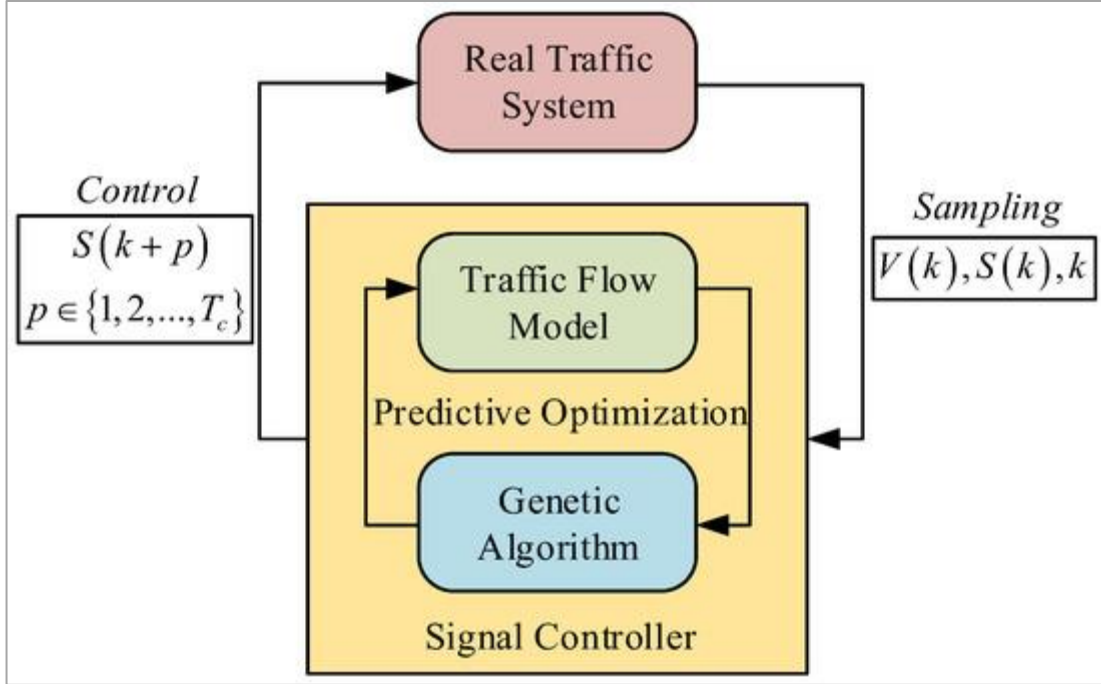 Real Traffic
System
Control
S(k + p)
p ∈ {1, 2, ..., T_c}
Sampling
V(k), S(k), k
Traffic Flow
Model
Predictive Optimization
Genetic
Algorithm
Signal Controller